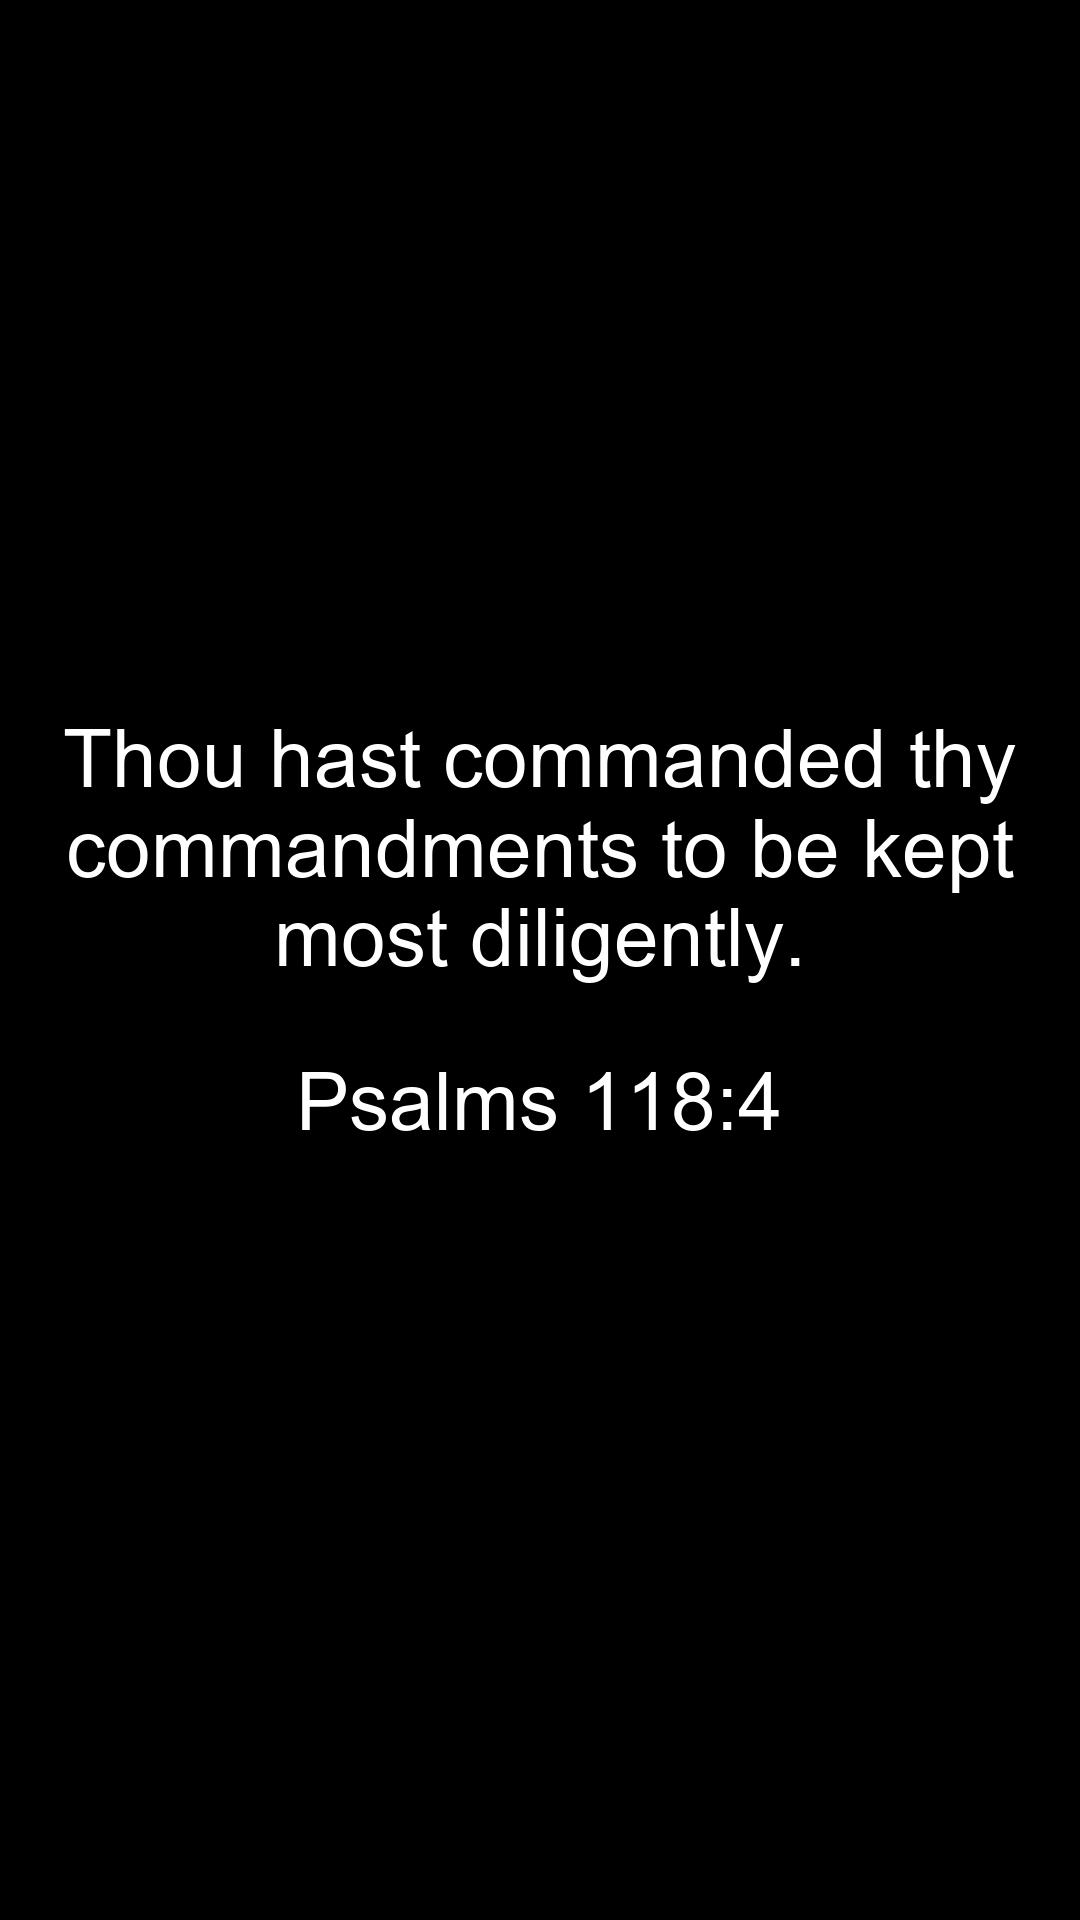 Thou hast commanded thy
commandments to be kept
most diligently.
Psalms 118:4